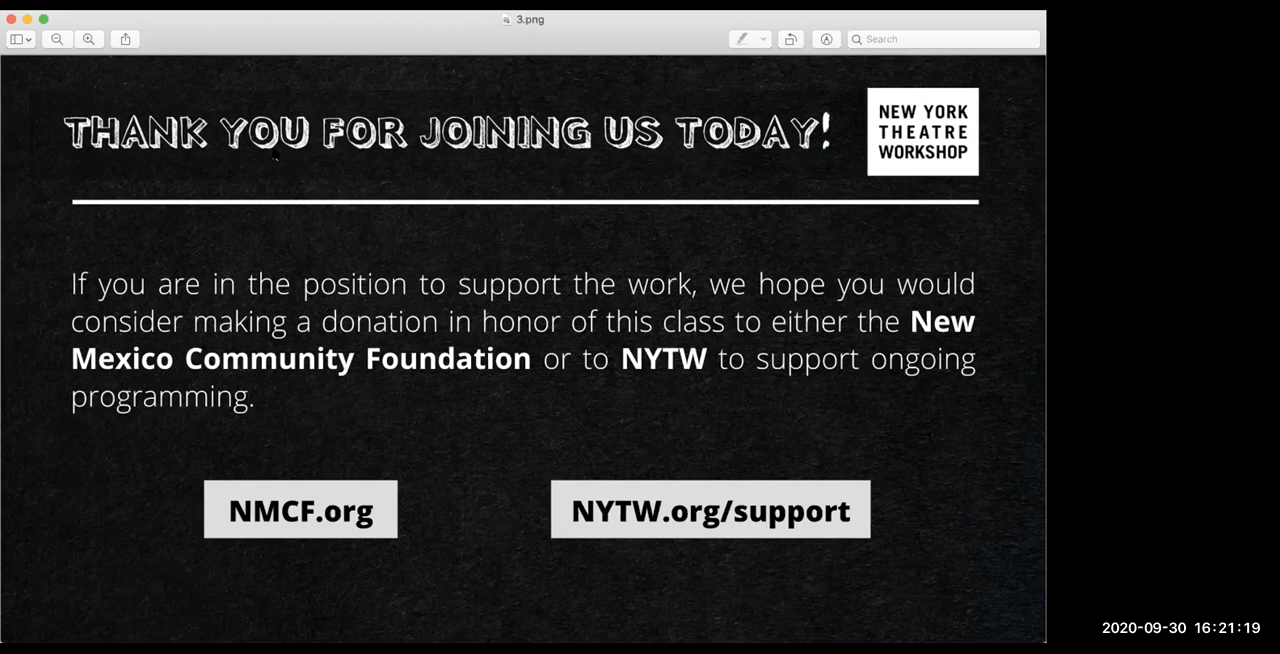 3.png
Search
THANK YOU FOR JOINING US TODAY!
NEW YORK
THEATRE
WORKSHOP
If you are in the position to support the work, we hope you would
consider making a donation in honor of this class to either the New
Mexico Community Foundation or to NYTW to support ongoing
programming.
NMCF.org
NYTW.org/support
2020-09-30 16:21:19